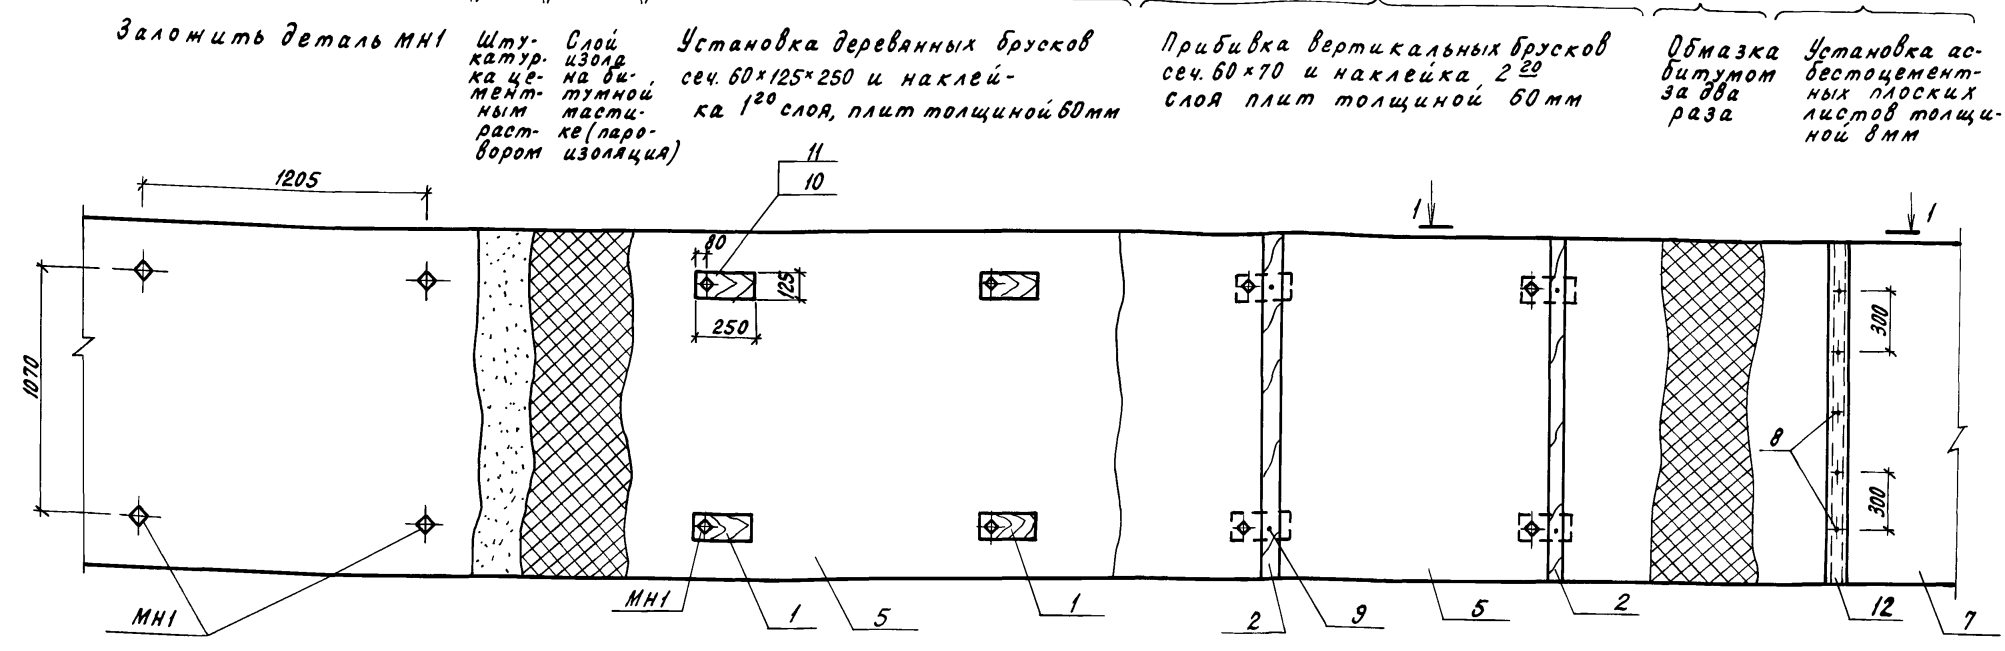 Заложить деталь МН1
Шту-
катур-
ка це-
мент-
ным
раст-
вором
Слой
изола
на би-
тумной
масти-
ке (паро-
изоляция)
Установка деревянных брусков
сеч. 60×125×250 и наклей-
ка 1го слоя, плит толщиной 60мм
Прибивка вертикальных брусков
сеч. 60×70 и наклейка 2го
слоя плит толщиной 60 мм
Обмазка
битумом
за два
раза
Установка ас-
бестоцемент-
ных плоских
листов толщи-
ной 8 мм
11
10
1205
1
1
80
125
250
1070
300
8
300
МН1
МН1
1
5
1
2
9
5
2
12
7